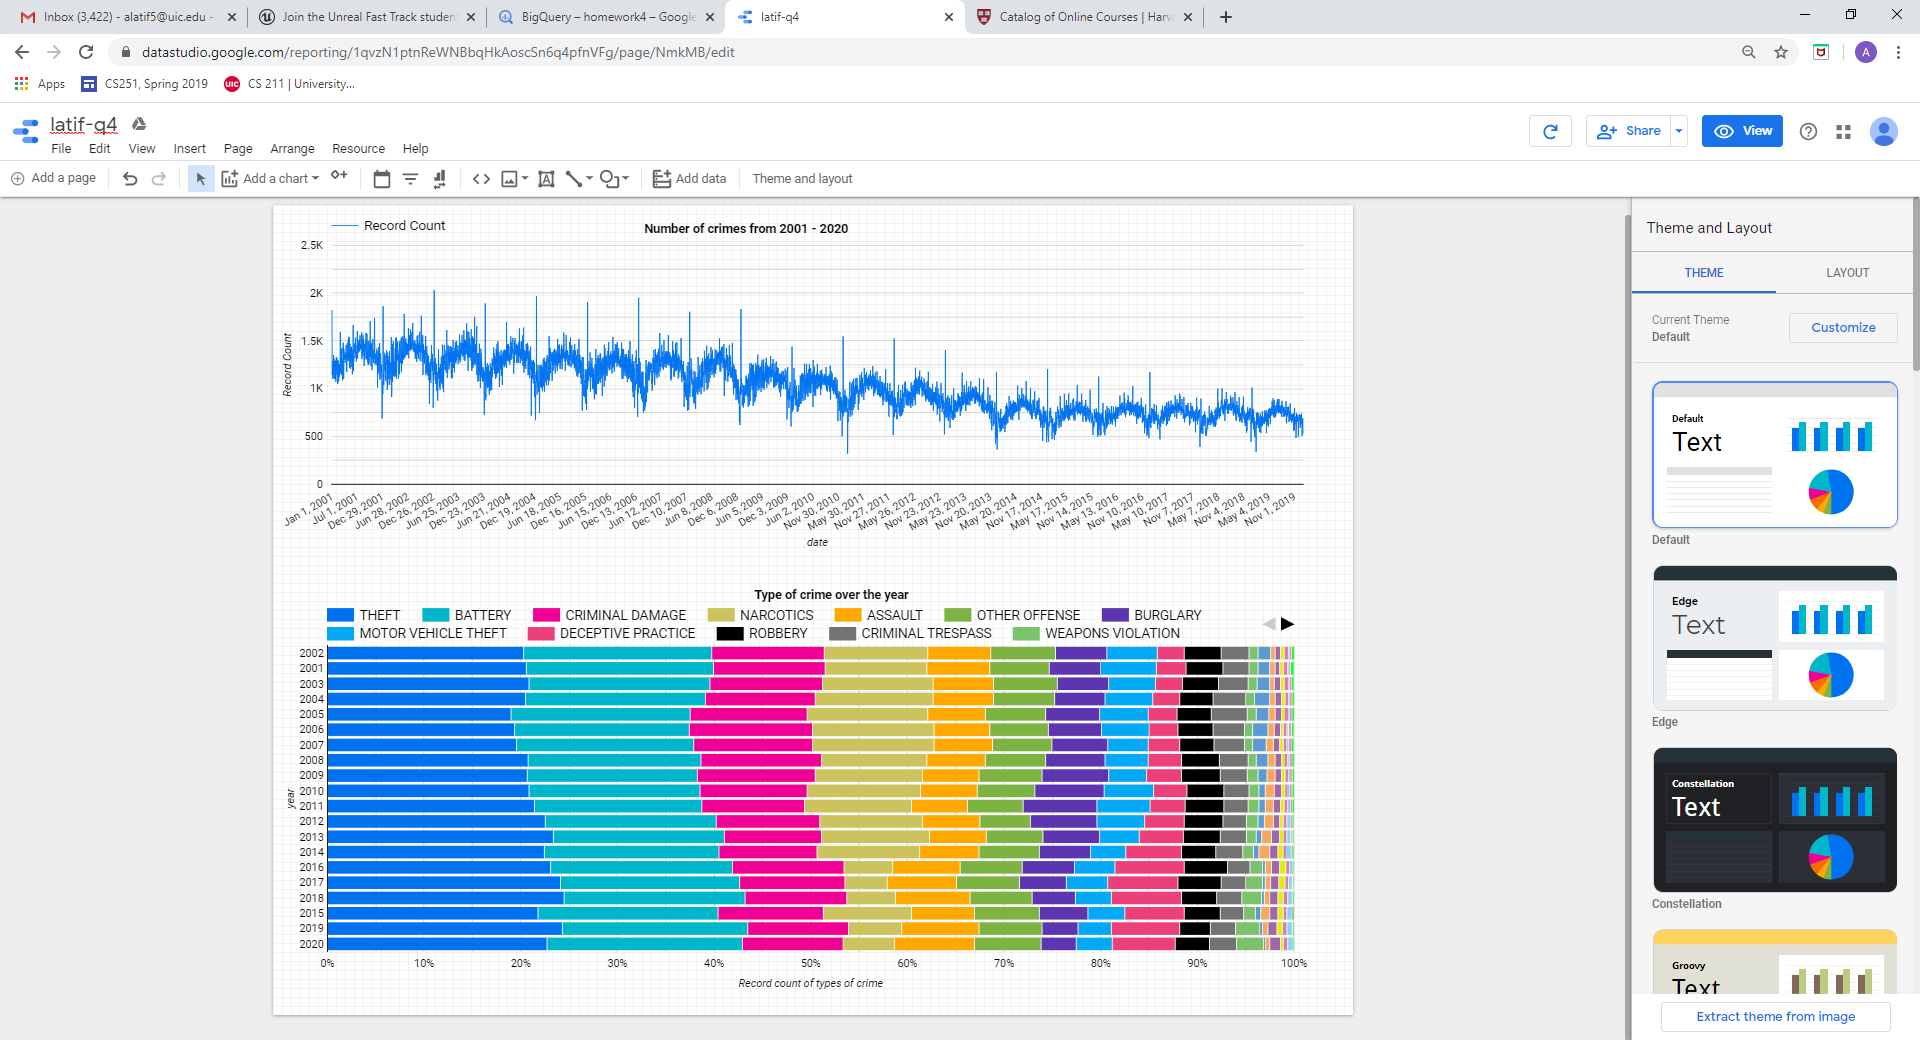 Inbox (3,422) - alatif5@uic.edu -
Join the Unreal Fast Track studen
BigQuery – homework4 – Google
latif-q4
Catalog of Online Courses | Harv
datastudio.google.com/reporting/1qvzN1ptnReWNBbqHkAoscSn6q4pfnVFg/page/NmkMB/edit
A
Apps
CS251, Spring 2019
UIC
CS 211 | University...
latif-q4
Share
View
File Edit View Insert Page Arrange Resource Help
Add a page
Add a chart
Add data
Theme and layout
Record Count
Number of crimes from 2001 - 2020
2.5K
2K
1.5K
1K
500
0
Record Count
Jan 1, 2001
Jul 1, 2001
Dec 29, 2001
Jun 28, 2002
Dec 26, 2002
Jun 25, 2003
Dec 23, 2003
Jun 21, 2004
Dec 19, 2004
Jun 18, 2005
Dec 16, 2005
Jun 15, 2006
Dec 13, 2006
Jun 12, 2007
Dec 10, 2007
Jun 8, 2008
Dec 6, 2008
Jun 5, 2009
Dec 3, 2009
Jun 2, 2010
Nov 30, 2010
May 30, 2011
Nov 27, 2011
May 26, 2012
Nov 23, 2012
May 23, 2013
Nov 20, 2013
May 20, 2014
Nov 17, 2014
May 17, 2015
Nov 14, 2015
May 13, 2016
Nov 10, 2016
May 10, 2017
Nov 7, 2017
May 7, 2018
Nov 4, 2018
May 4, 2019
Nov 1, 2019
date
Type of crime over the year
THEFT BATTERY CRIMINAL DAMAGE NARCOTICS ASSAULT OTHER OFFENSE BURGLARY
MOTOR VEHICLE THEFT DECEPTIVE PRACTICE ROBBERY CRIMINAL TRESPASS WEAPONS VIOLATION
year
2002
2001
2003
2004
2005
2006
2007
2008
2009
2010
2011
2012
2013
2014
2016
2017
2018
2015
2019
2020
0% 10% 20% 30% 40% 50% 60% 70% 80% 90% 100%
Record count of types of crime
Theme and Layout
THEME LAYOUT
Current Theme
Default
Customize
Default
Text
Default
Edge
Text
Edge
Constellation
Text
Constellation
Groovy
Text
Extract theme from image